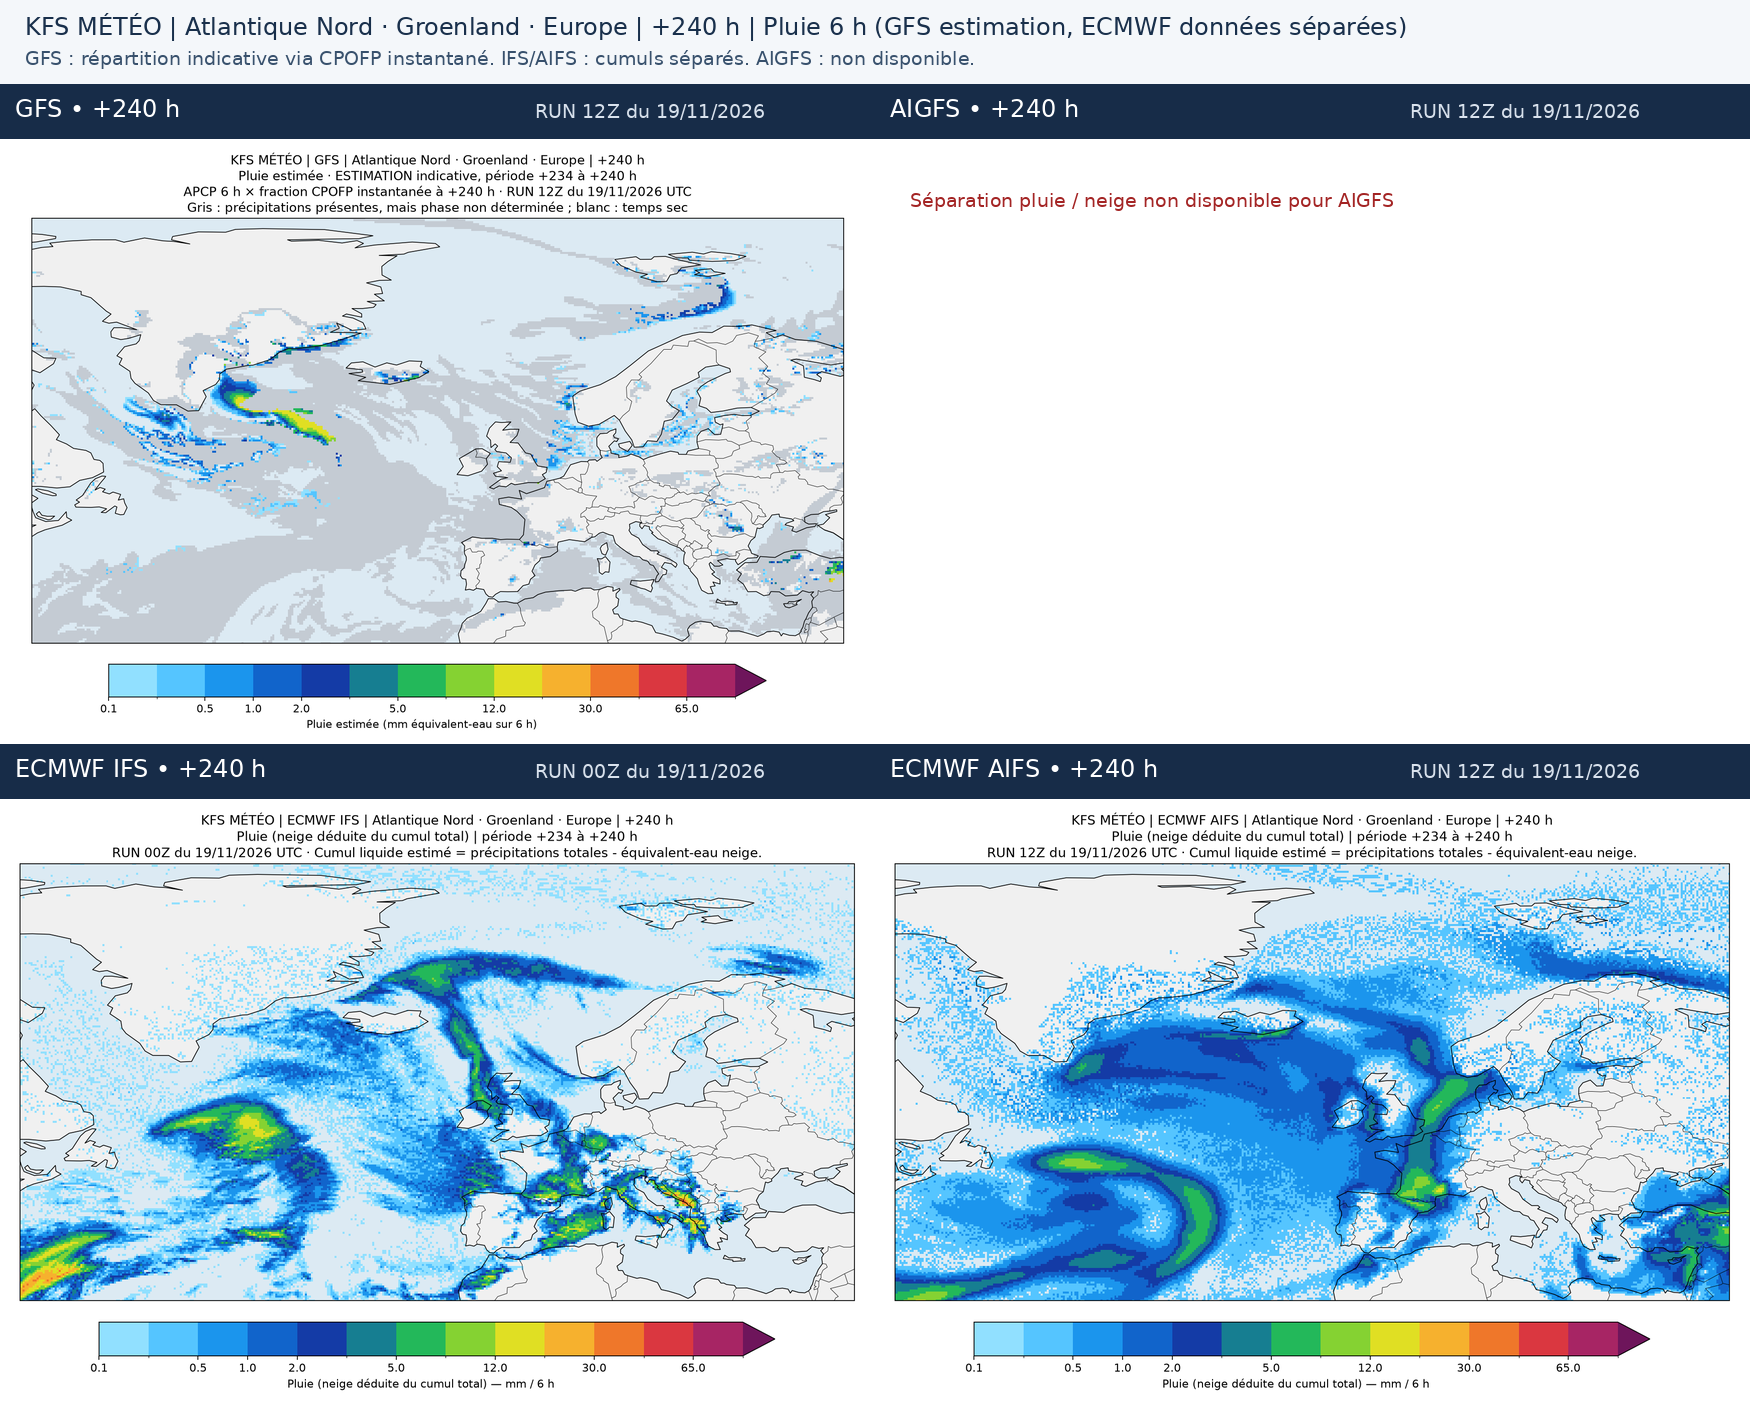 KFS MÉTÉO | Atlantique Nord · Groenland · Europe | +240 h | Pluie 6 h (GFS estimation, ECMWF données séparées)
GFS : répartition indicative via CPOFP instantané. IFS/AIFS : cumuls séparés. AIGFS : non disponible.
GFS • +240 h
RUN 12Z du 19/11/2026
AIGFS • +240 h
RUN 12Z du 19/11/2026
KFS MÉTÉO | GFS | Atlantique Nord · Groenland · Europe | +240 h
Pluie estimée · ESTIMATION indicative, période +234 à +240 h
APCP 6 h × fraction CPOFP instantanée à +240 h · RUN 12Z du 19/11/2026 UTC
Gris : précipitations présentes, mais phase non déterminée ; blanc : temps sec
Séparation pluie / neige non disponible pour AIGFS
0.1 0.5 1.0 2.0 5.0 12.0 30.0 65.0
Pluie estimée (mm équivalent-eau sur 6 h)
ECMWF IFS • +240 h
RUN 00Z du 19/11/2026
ECMWF AIFS • +240 h
RUN 12Z du 19/11/2026
KFS MÉTÉO | ECMWF IFS | Atlantique Nord · Groenland · Europe | +240 h
Pluie (neige déduite du cumul total) | période +234 à +240 h
RUN 00Z du 19/11/2026 UTC · Cumul liquide estimé = précipitations totales - équivalent-eau neige.
KFS MÉTÉO | ECMWF AIFS | Atlantique Nord · Groenland · Europe | +240 h
Pluie (neige déduite du cumul total) | période +234 à +240 h
RUN 12Z du 19/11/2026 UTC · Cumul liquide estimé = précipitations totales - équivalent-eau neige.
0.1 0.5 1.0 2.0 5.0 12.0 30.0 65.0
Pluie (neige déduite du cumul total) — mm / 6 h
0.1 0.5 1.0 2.0 5.0 12.0 30.0 65.0
Pluie (neige déduite du cumul total) — mm / 6 h